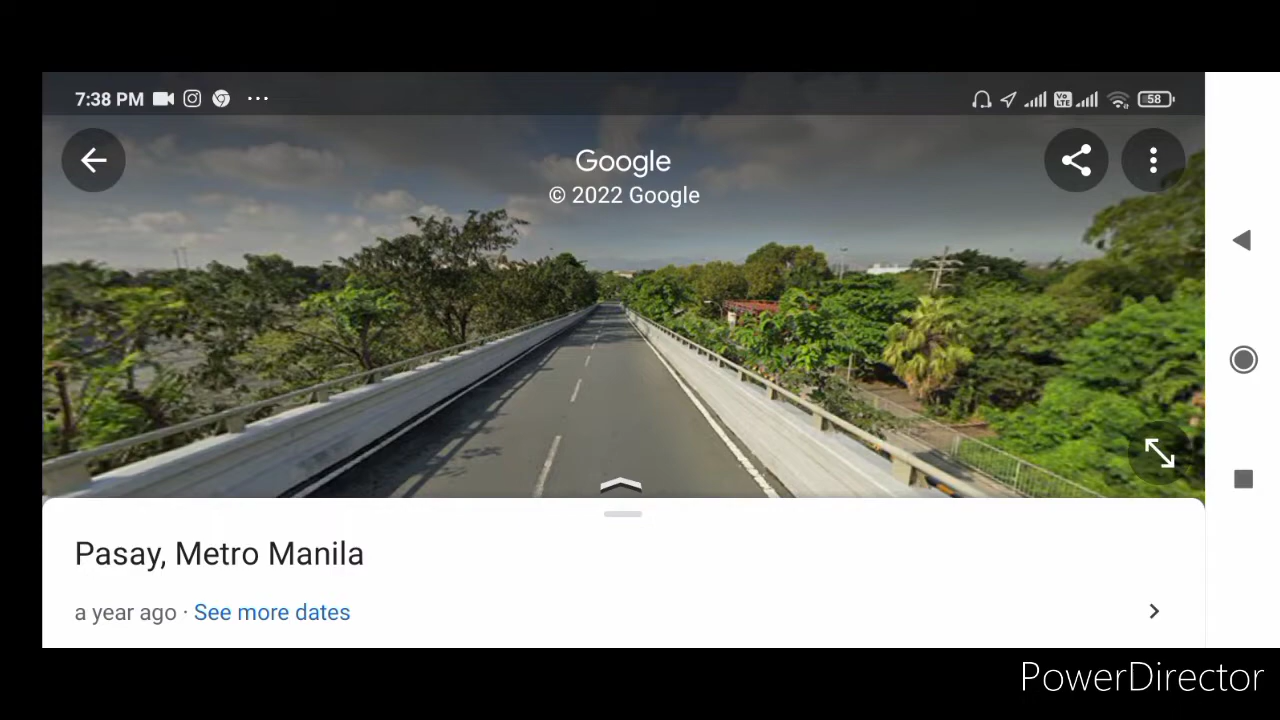 7:38 PM
58
Google
© 2022 Google
Pasay, Metro Manila
a year ago · See more dates
PowerDirector